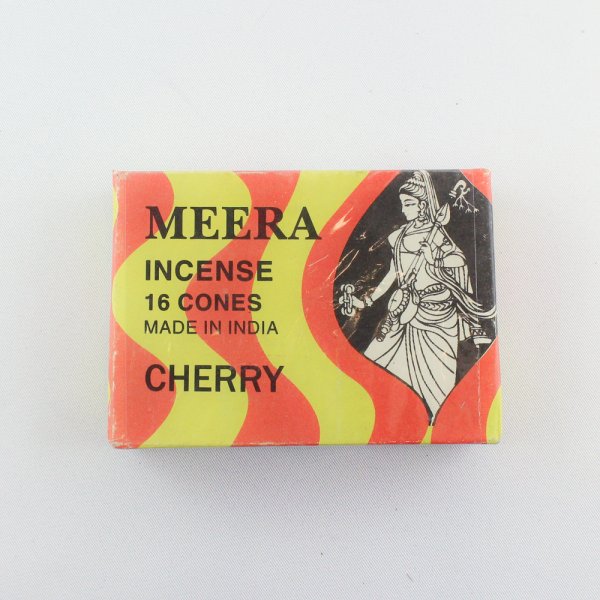 MEERA
INCENSE
16 CONES
MADE IN INDIA
CHERRY